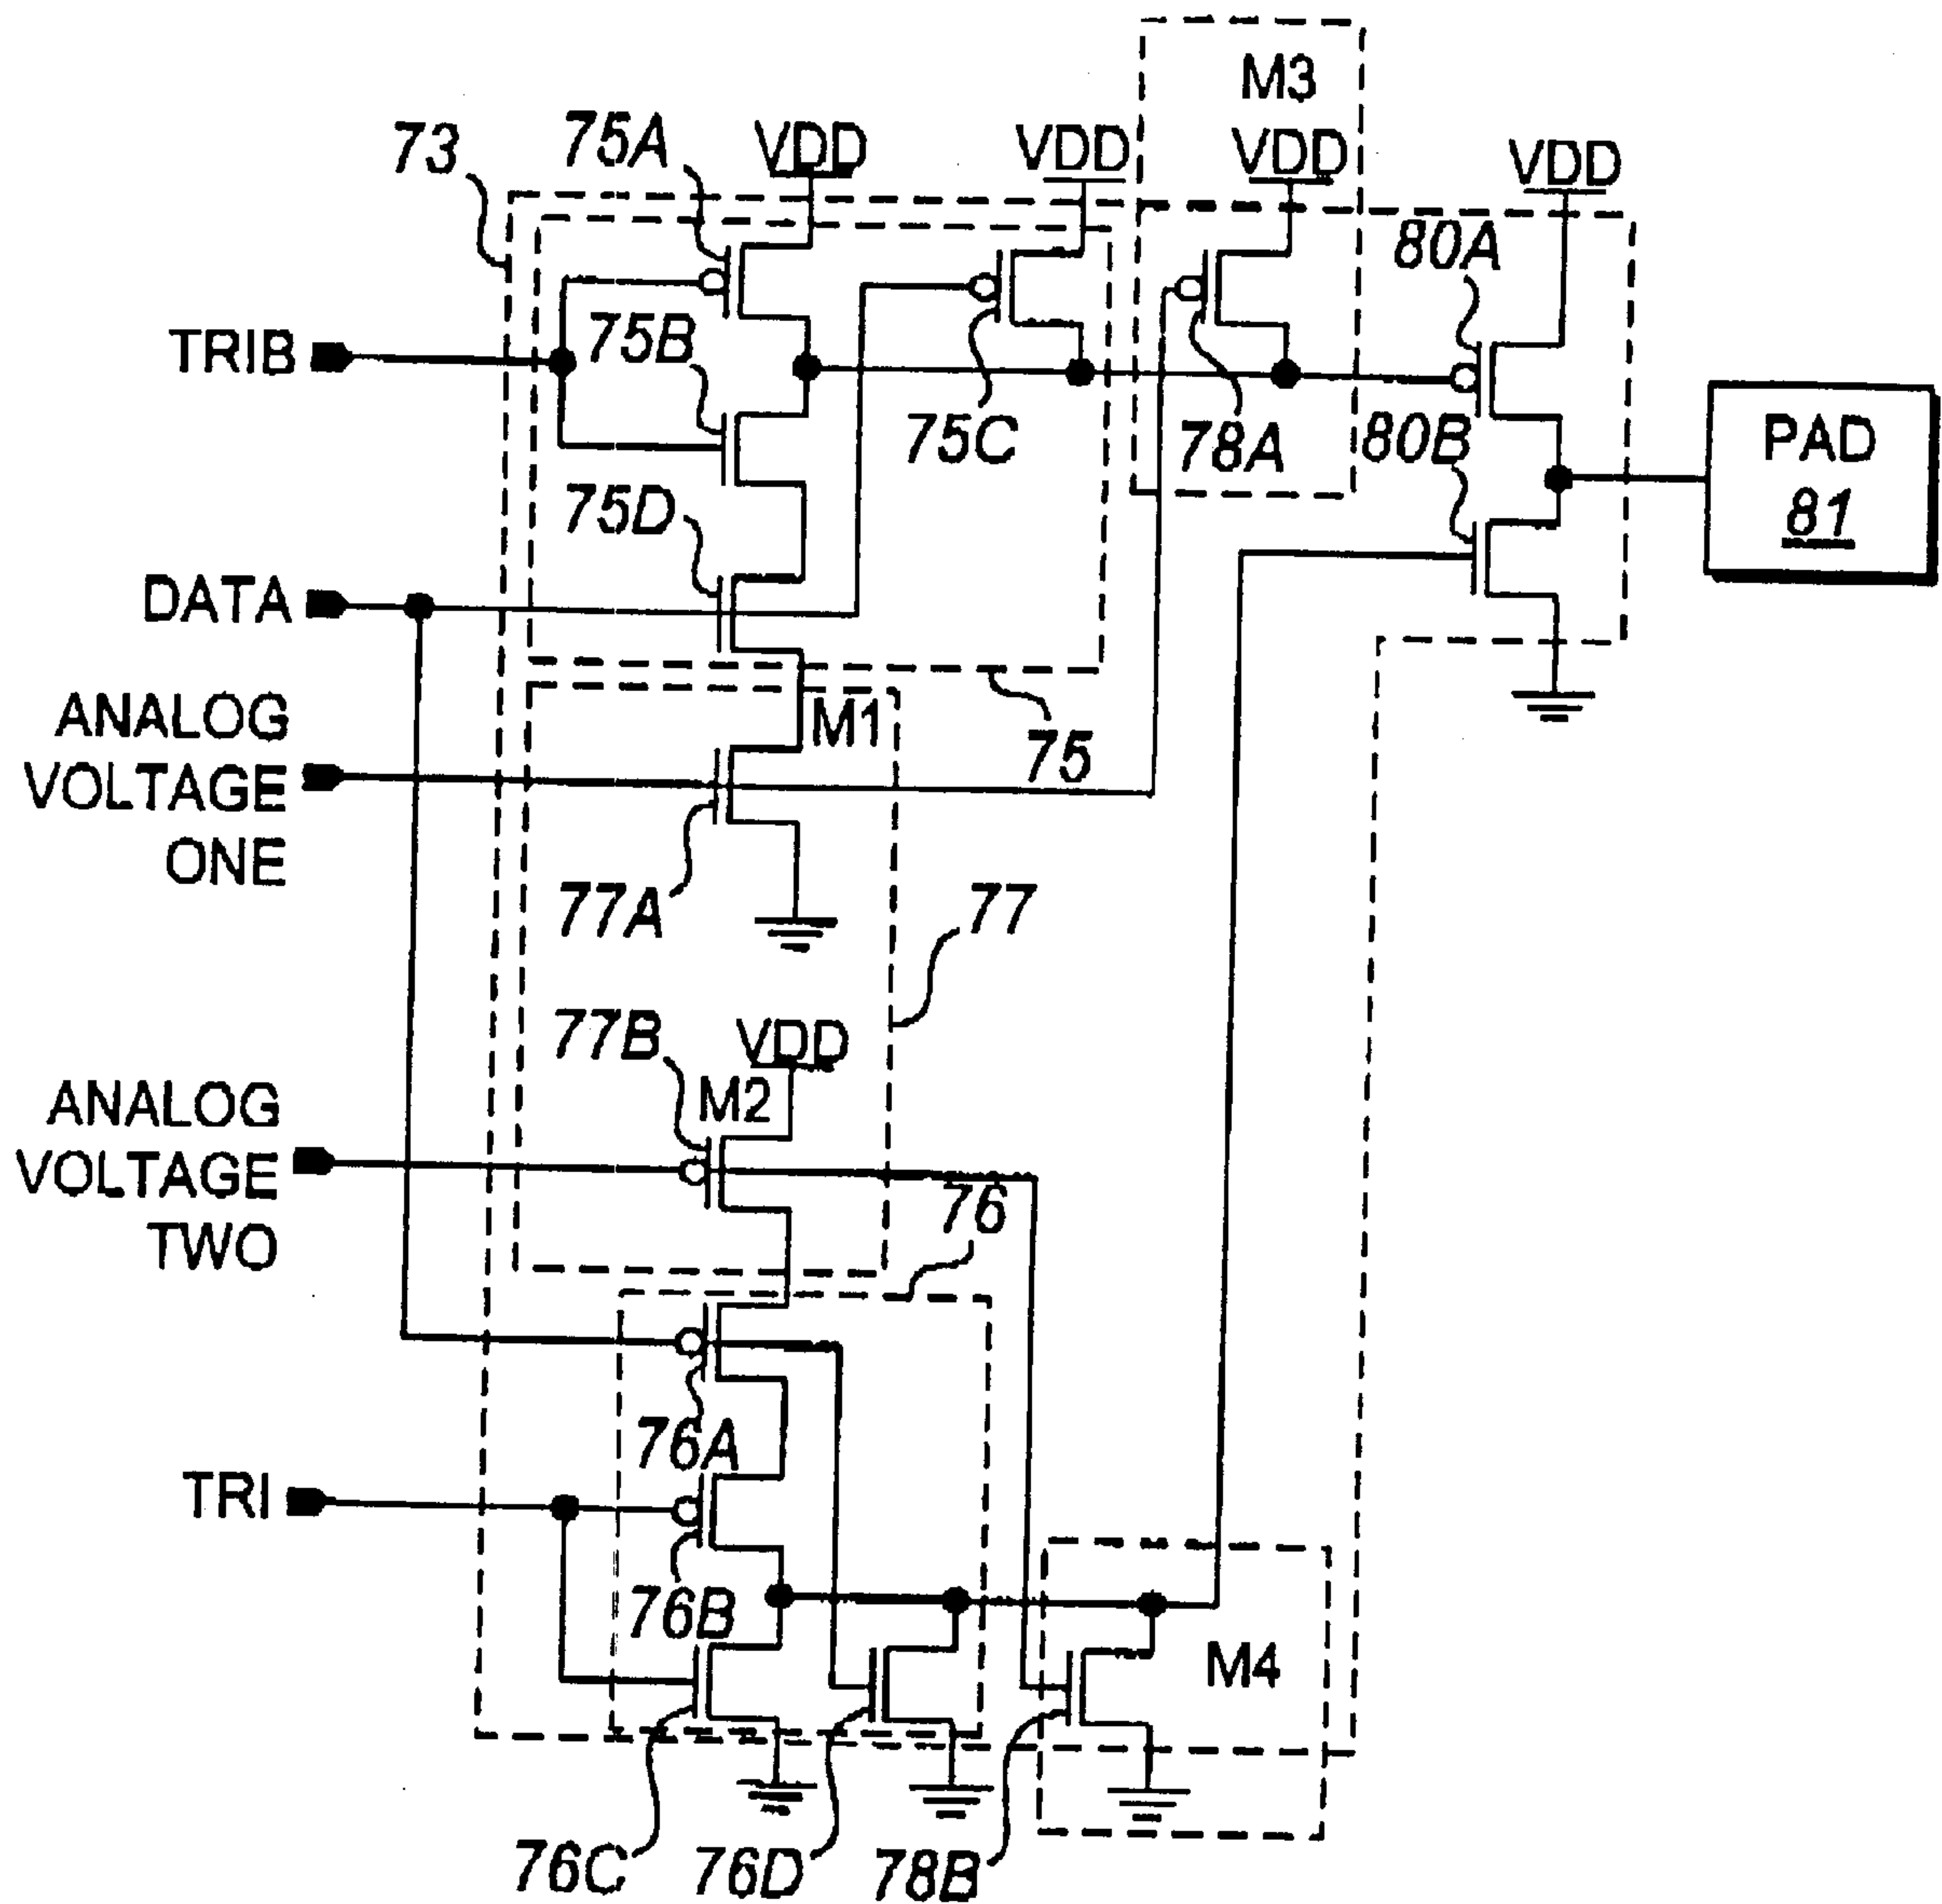 M3
73
75A
VDD
VDD
VDD
VDD
80A
TRIB
75B
75C
78A
80B
PAD
81
75D
DATA
ANALOG
VOLTAGE
ONE
M1
75
77A
77
77B
VDD
M2
ANALOG
VOLTAGE
TWO
76
76A
TRI
76B
M4
76C
76D
78B